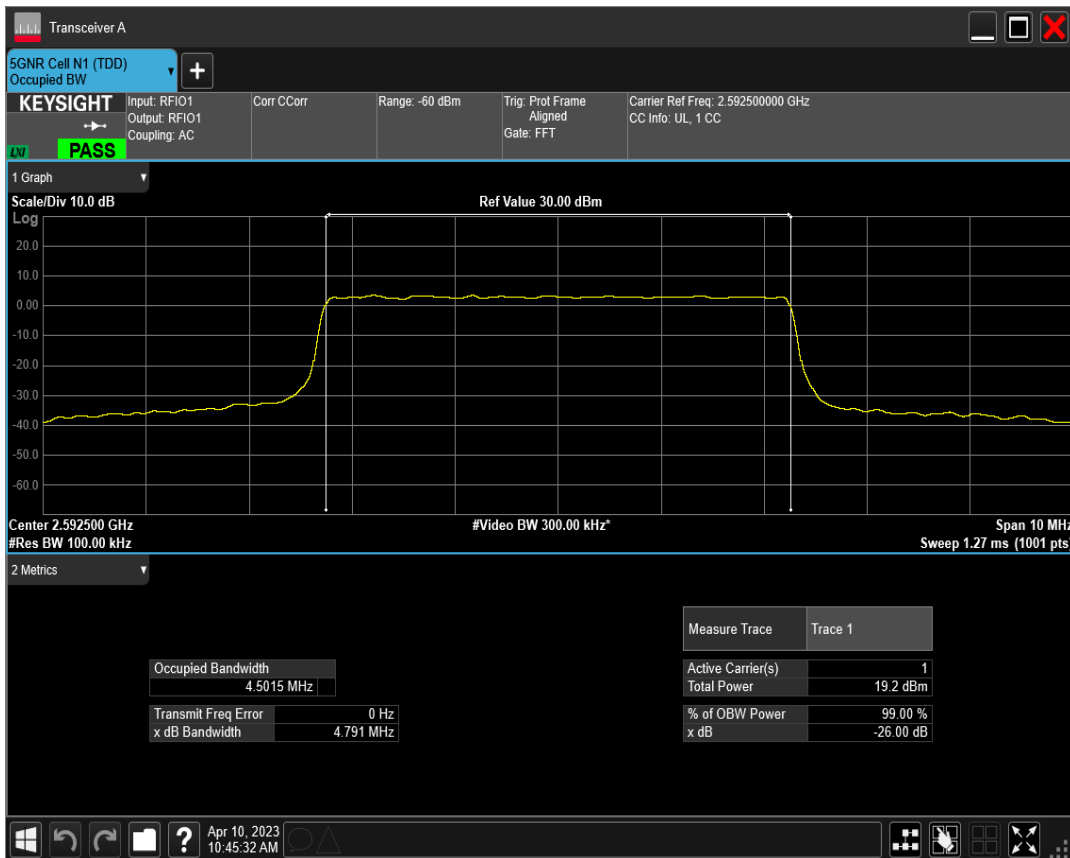 Transceiver A
5GNR Cell N1 (TDD)
Occupied BW
KEYSIGHT
LXI
PASS
Input: RFIO1
Output: RFIO1
Coupling: AC
Corr CCorr
Range: -60 dBm
Trig: Prot Frame
Aligned
Gate: FFT
Carrier Ref Freq: 2.592500000 GHz
CC Info: UL, 1 CC
1 Graph
Scale/Div 10.0 dB
Ref Value 30.00 dBm
Log
20.0
10.0
0.00
-10.0
-20.0
-30.0
-40.0
-50.0
-60.0
Center 2.592500 GHz
#Video BW 300.00 kHz*
Span 10 MHz
#Res BW 100.00 kHz
Sweep 1.27 ms (1001 pts)
2 Metrics
Measure Trace Trace 1
Occupied Bandwidth
4.5015 MHz
Active Carrier(s) 1
Total Power 19.2 dBm
Transmit Freq Error 0 Hz
x dB Bandwidth 4.791 MHz
% of OBW Power 99.00 %
x dB -26.00 dB
?
Apr 10, 2023
10:45:32 AM